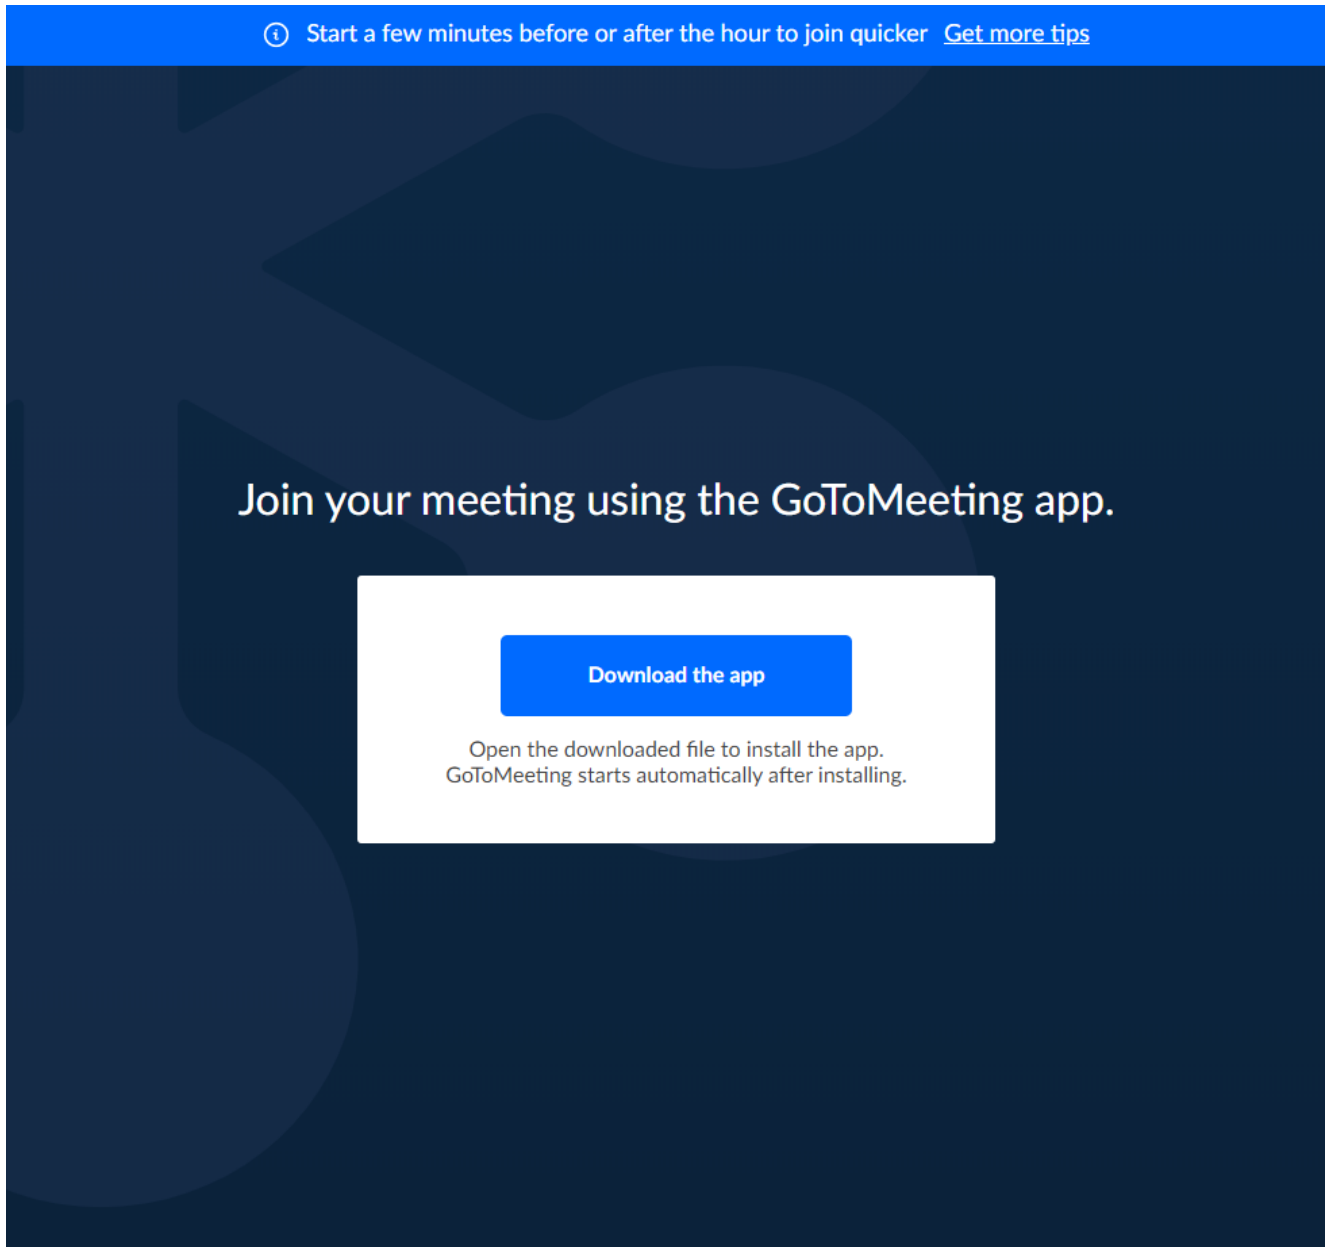 Start a few minutes before or after the hour to join quicker Get more tips
Join your meeting using the GoToMeeting app.
Download the app
Open the downloaded file to install the app.
GoToMeeting starts automatically after installing.